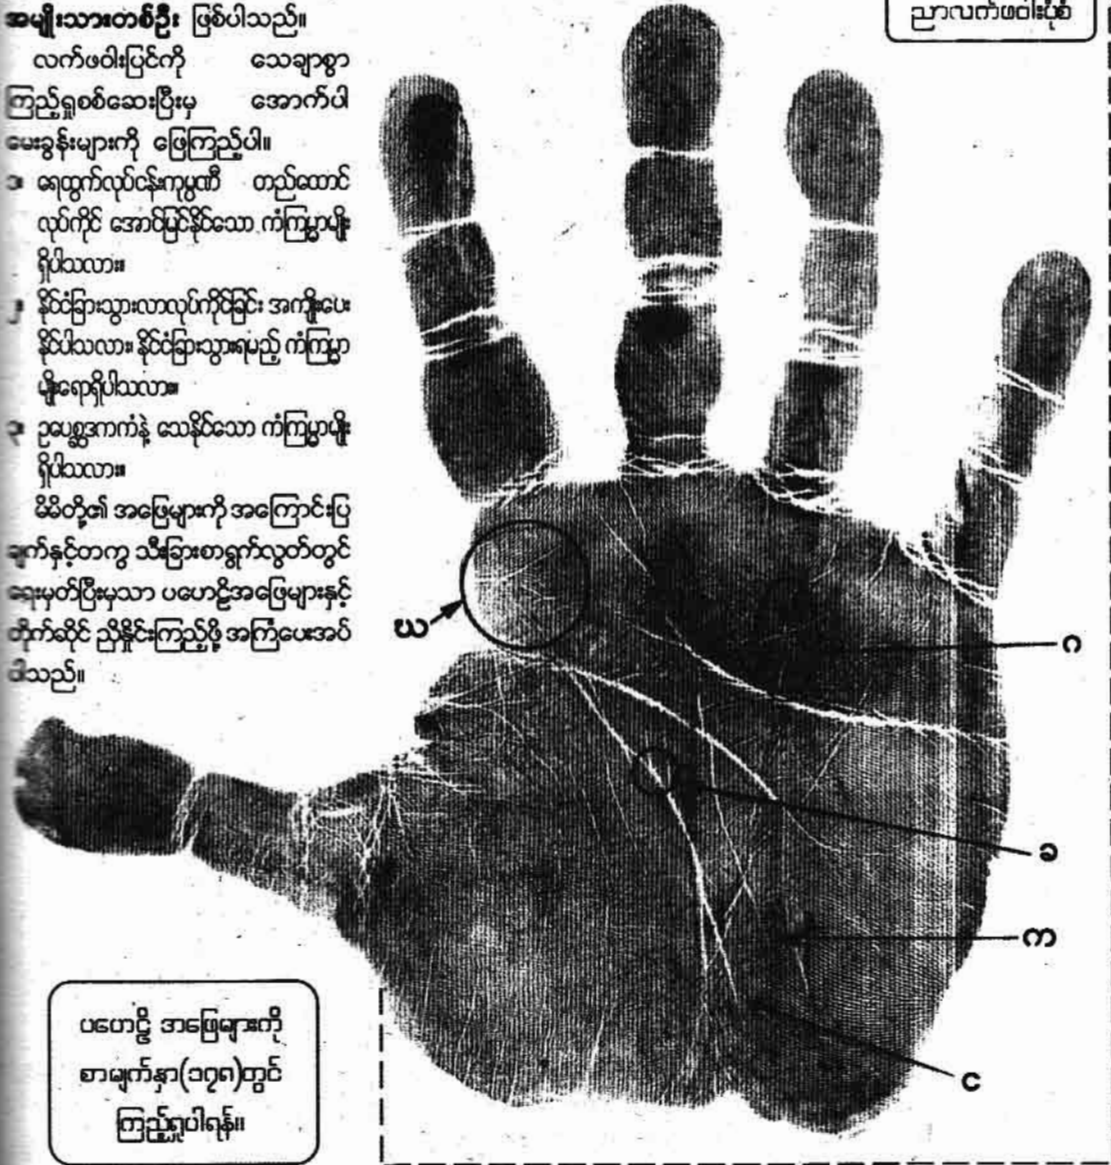 အမျိုးသားတစ်ဦး ဖြစ်ပါသည်။
လက်ဖဝါးပြင်ကို သေချာစွာ
ကြည့်ရှုစစ်ဆေးပြီးမှ အောက်ပါ
မေးခွန်းများကို ဖြေကြည့်ပါ။
၁။ ရေထွက်လုပ်ငန်းကုမ္ပဏီ တည်ထောင်
လုပ်ကိုင် အောင်မြင်နိုင်သော ကံကြမ္မာမျိုး
ရှိပါသလား။
၂။ နိုင်ငံခြားသွားလာလုပ်ကိုင်ခြင်း အကျိုးပေး
နိုင်ပါသလား။ နိုင်ငံခြားသွားရမည့် ကံကြမ္မာ
မျိုးရောရှိပါသလား။
၃။ ဥပစ္ဆေဒကကံနဲ့ သေနိုင်သော ကံကြမ္မာမျိုး
ရှိပါသလား။
မိမိတို့၏ အဖြေများကို အကြောင်းပြ
ချက်နှင့်တကွ သီးခြားစာရွက်လွတ်တွင်
ရေးမှတ်ပြီးမှသာ ပဟေဠိအဖြေများနှင့်
တိုက်ဆိုင် ညှိနှိုင်းကြည့်ဖို့ အကြံပေးအပ်
ပါသည်။
ညာလက်ဖဝါးပုံစံ
ဃ
ဂ
ခ
က
င
ပဟေဠိ အဖြေများကို
စာမျက်နှာ(၁၇၈)တွင်
ကြည့်ရှုပါရန်။